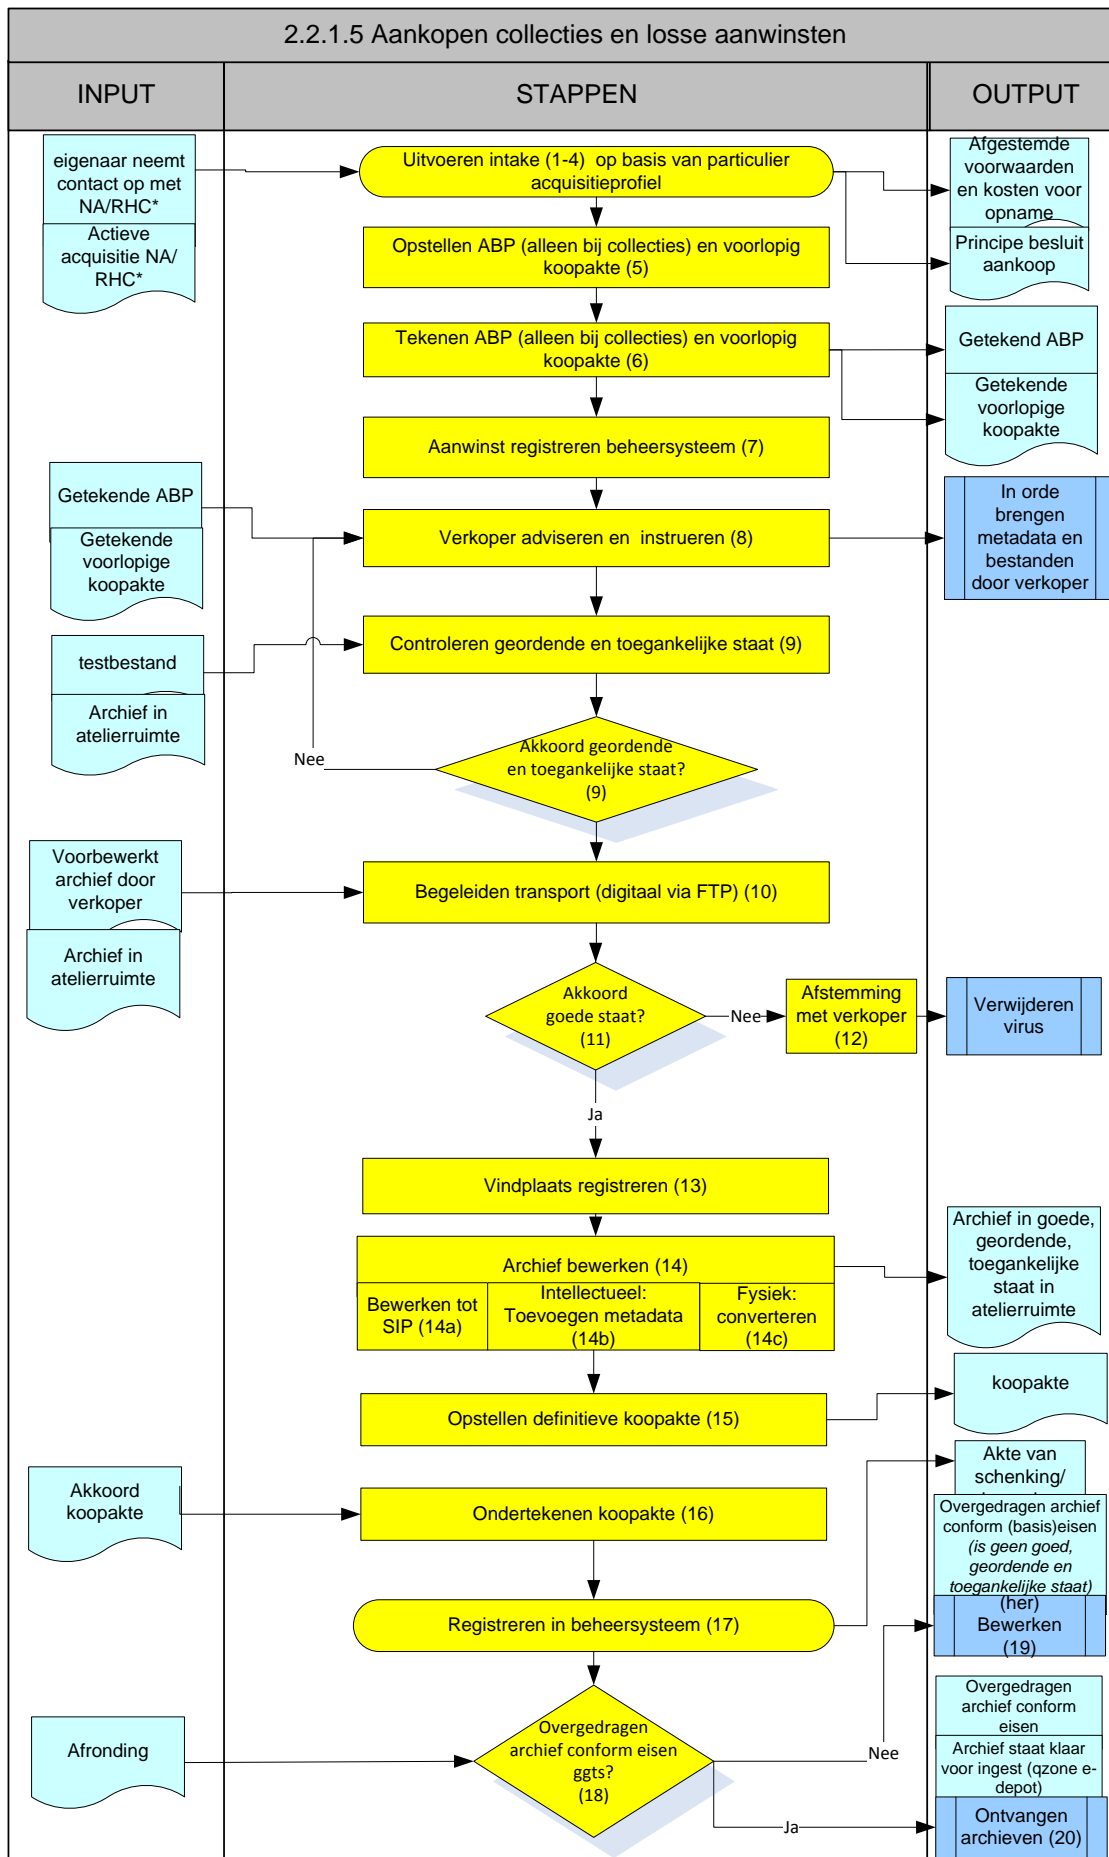 2.2.1.5 Aankopen collecties en losse aanwinsten
INPUT
STAPPEN
OUTPUT
eigenaar neemt
contact op met
NA/RHC*
Actieve
acquisitie NA/
RHC*
Uitvoeren intake (1-4)  op basis van particulier
acquisitieprofiel
Afgestemde
voorwaarden
en kosten voor
opname
Principe besluit
aankoop
Opstellen ABP (alleen bij collecties) en voorlopig
koopakte (5)
Tekenen ABP (alleen bij collecties) en voorlopig
koopakte (6)
Getekend ABP
Getekende
voorlopige
koopakte
Aanwinst registreren beheersysteem (7)
Getekende ABP
Getekende
voorlopige
koopakte
Verkoper adviseren en  instrueren (8)
In orde
brengen
metadata en
bestanden
door verkoper
testbestand
Archief in
atelierruimte
Controleren geordende en toegankelijke staat (9)
Akkoord geordende
en toegankelijke staat?
(9)
Nee
Voorbewerkt
archief door
verkoper
Archief in
atelierruimte
Begeleiden transport (digitaal via FTP) (10)
Akkoord
goede staat?
(11)
Nee
Afstemming
met verkoper
(12)
Verwijderen
virus
Ja
Vindplaats registreren (13)
Archief bewerken (14)
Bewerken tot
SIP (14a)
Intellectueel:
Toevoegen metadata
(14b)
Fysiek:
converteren
(14c)
Archief in goede,
geordende,
toegankelijke
staat in
atelierruimte
Opstellen definitieve koopakte (15)
koopakte
Akkoord
koopakte
Ondertekenen koopakte (16)
Akte van
schenking/
Overgedragen archief
conform (basis)eisen
(is geen goed,
geordende en
toegankelijke staat)
Registreren in beheersysteem (17)
(her)
Bewerken
(19)
Afronding
Overgedragen
archief conform eisen
ggts?
(18)
Nee
Ja
Overgedragen
archief conform
eisen
Archief staat klaar
voor ingest (qzone e-
depot)
Ontvangen
archieven (20)